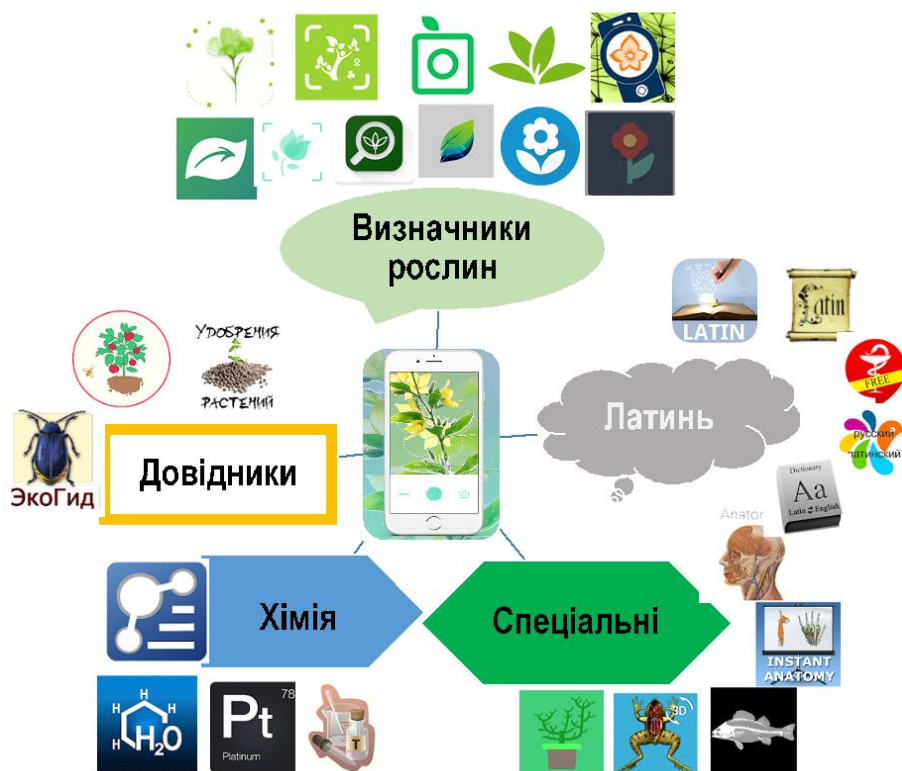 Визначники
рослин
LATIN
Latin
FREE
УДОБРЕНИЯ
РАСТЕНИЙ
Латинь
русский
латинский
ЭкоГид
Довідники
Dictionary
Aa
Latin English
Anator
Хімія
Спеціальні
INSTANT
ANATOMY
H
H
H
H₂O
Pt
78
Platinum
T
3D